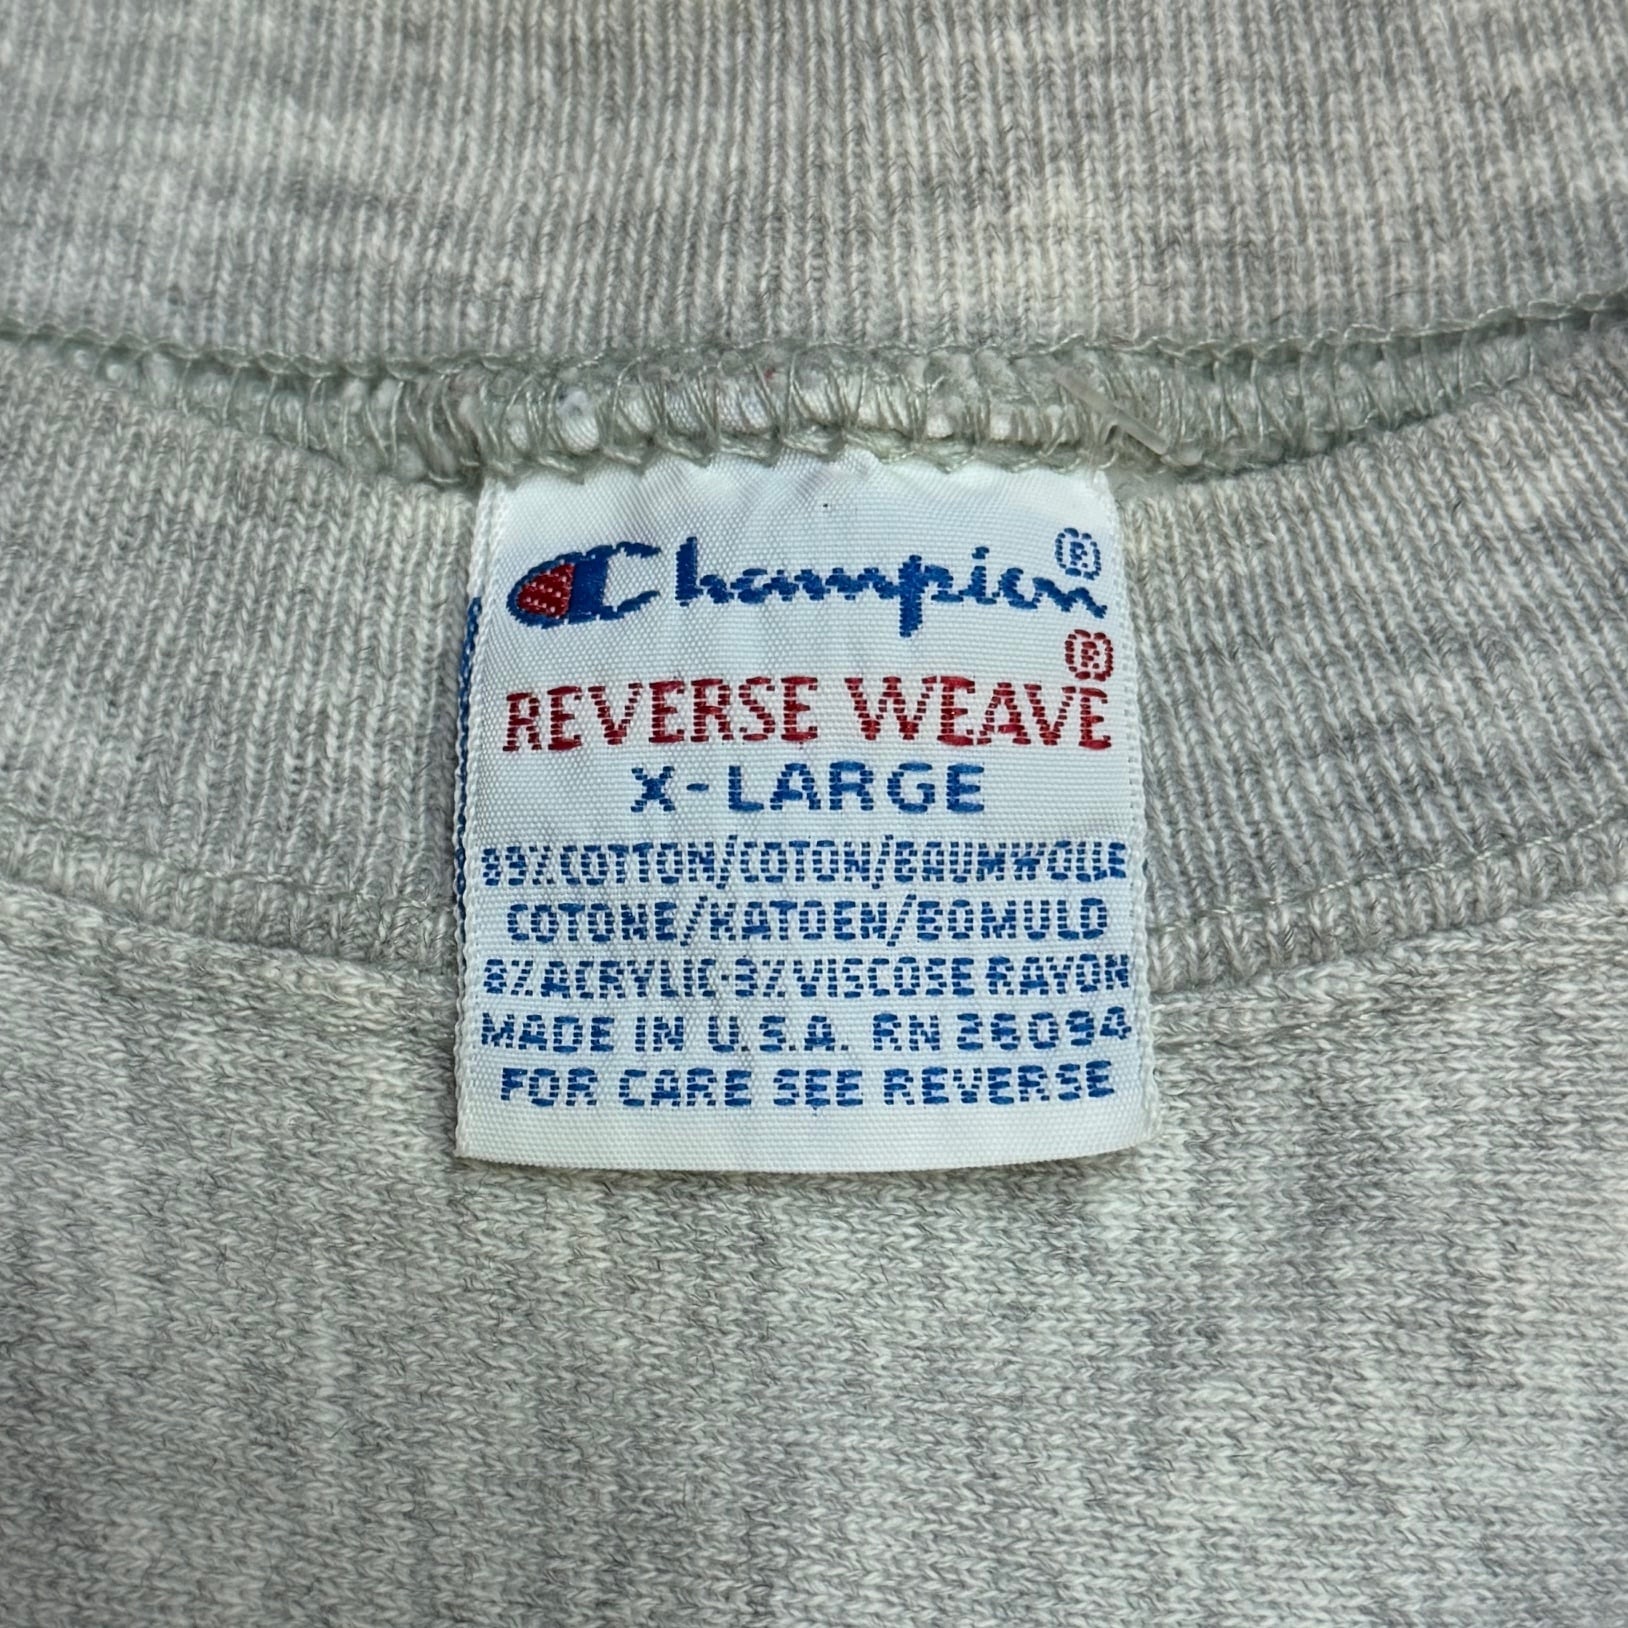 Champion®
REVERSE WEAVE®
X-LARGE
89% COTTON/COTON/BAUMWOLLE
COTONE/KATOEN/BOMULD
8% ACRYLIC-3% VISCOSE RAYON
MADE IN U.S.A. RN 26094
FOR CARE SEE REVERSE